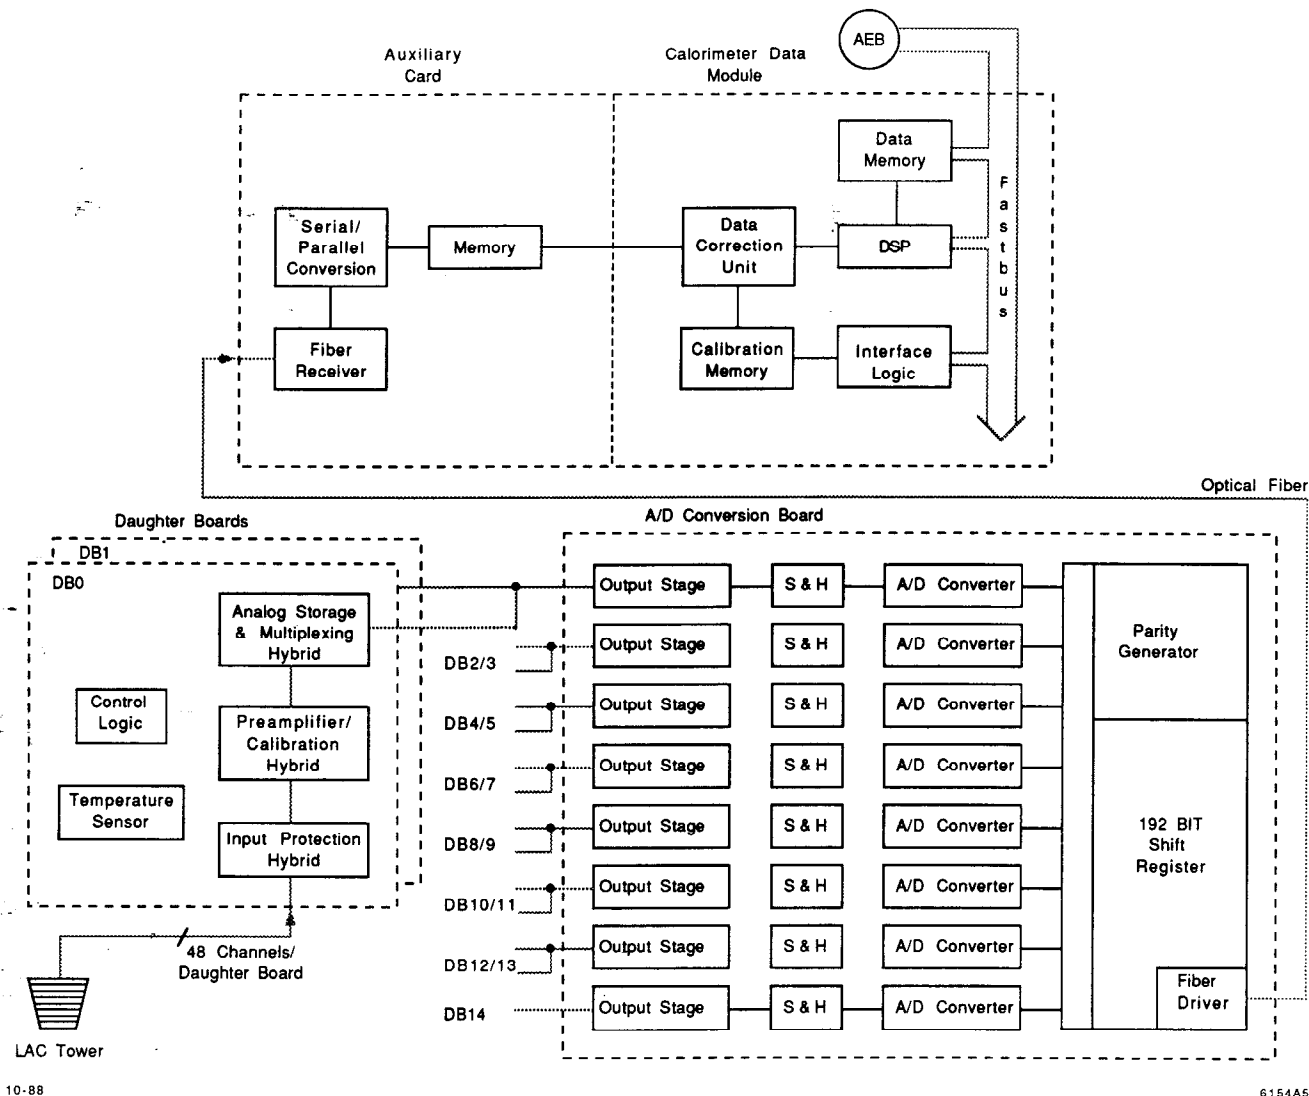 AEB
Auxiliary
Card
Calorimeter Data
Module
Data
Memory
Fastbus
Serial/
Parallel
Conversion
Memory
Data
Correction
Unit
DSP
Fiber
Receiver
Calibration
Memory
Interface
Logic
Optical Fiber
Daughter Boards
A/D Conversion Board
DB1
DB0
Analog Storage
& Multiplexing
Hybrid
Control
Logic
Preamplifier/
Calibration
Hybrid
Temperature
Sensor
Input Protection
Hybrid
48 Channels/
Daughter Board
LAC Tower
Output Stage
S & H
A/D Converter
DB2/3
Output Stage
S & H
A/D Converter
DB4/5
Output Stage
S & H
A/D Converter
DB6/7
Output Stage
S & H
A/D Converter
DB8/9
Output Stage
S & H
A/D Converter
DB10/11
Output Stage
S & H
A/D Converter
DB12/13
Output Stage
S & H
A/D Converter
DB14
Output Stage
S & H
A/D Converter
Parity
Generator
192 BIT
Shift
Register
Fiber
Driver
10-88
6154A5